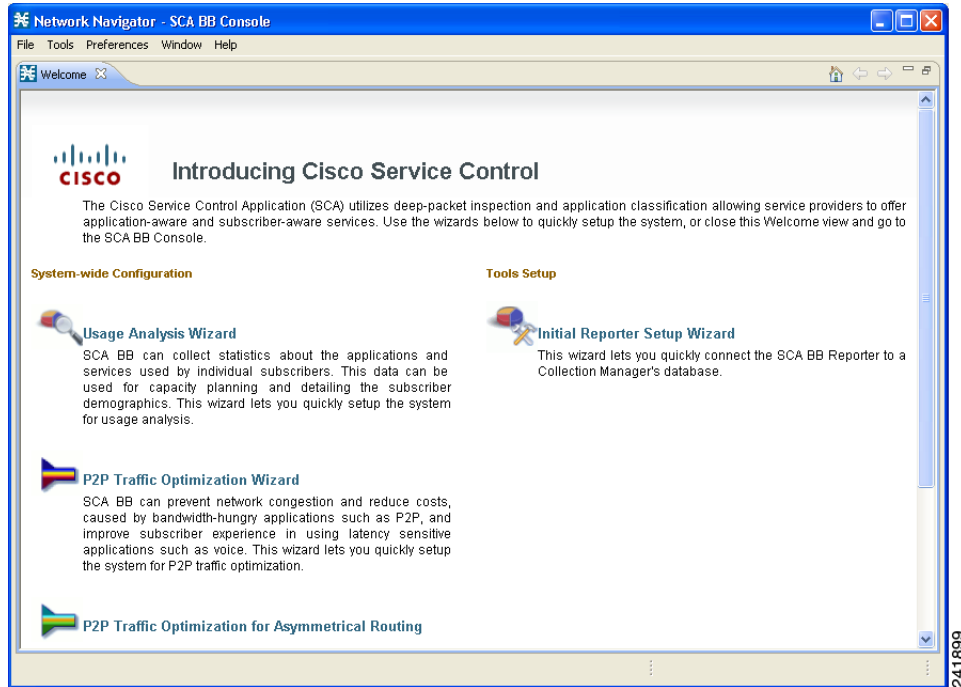 Network Navigator - SCA BB Console
File Tools Preferences Window Help
Welcome
CISCO
Introducing Cisco Service Control
The Cisco Service Control Application (SCA) utilizes deep-packet inspection and application classification allowing service providers to offer
application-aware and subscriber-aware services. Use the wizards below to quickly setup the system, or close this Welcome view and go to
the SCA BB Console.
System-wide Configuration
Usage Analysis Wizard
SCA BB can collect statistics about the applications and
services used by individual subscribers. This data can be
used for capacity planning and detailing the subscriber
demographics. This wizard lets you quickly setup the system
for usage analysis.
P2P Traffic Optimization Wizard
SCA BB can prevent network congestion and reduce costs,
caused by bandwidth-hungry applications such as P2P, and
improve subscriber experience in using latency sensitive
applications such as voice. This wizard lets you quickly setup
the system for P2P traffic optimization.
P2P Traffic Optimization for Asymmetrical Routing
Tools Setup
Initial Reporter Setup Wizard
This wizard lets you quickly connect the SCA BB Reporter to a
Collection Manager's database.
241899